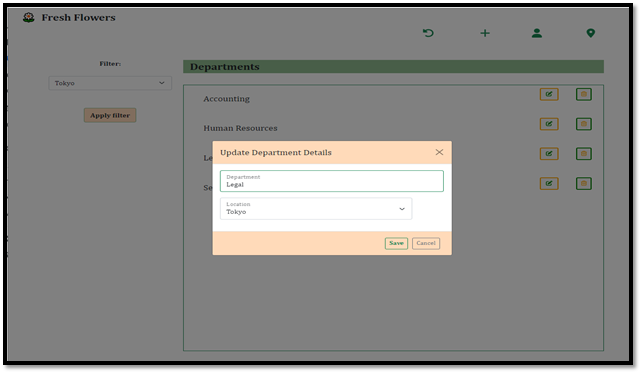 Fresh Flowers
Filter:
Tokyo
Apply filter
Departments
Accounting
Human Resources
Le
Se
Update Department Details
Department
Legal
Location
Tokyo
Save
Cancel